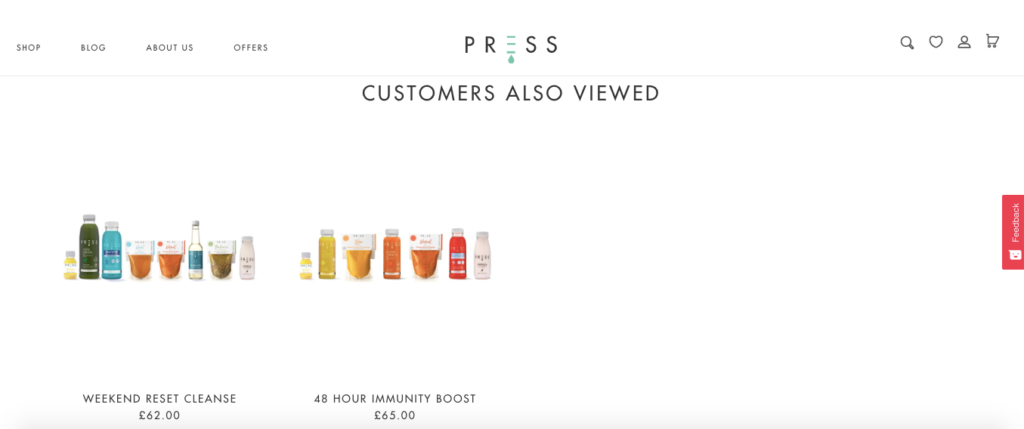 SHOP BLOG ABOUT US OFFERS
PRESS
CUSTOMERS ALSO VIEWED
Feedback
WEEKEND RESET CLEANSE
£62.00
48 HOUR IMMUNITY BOOST
£65.00